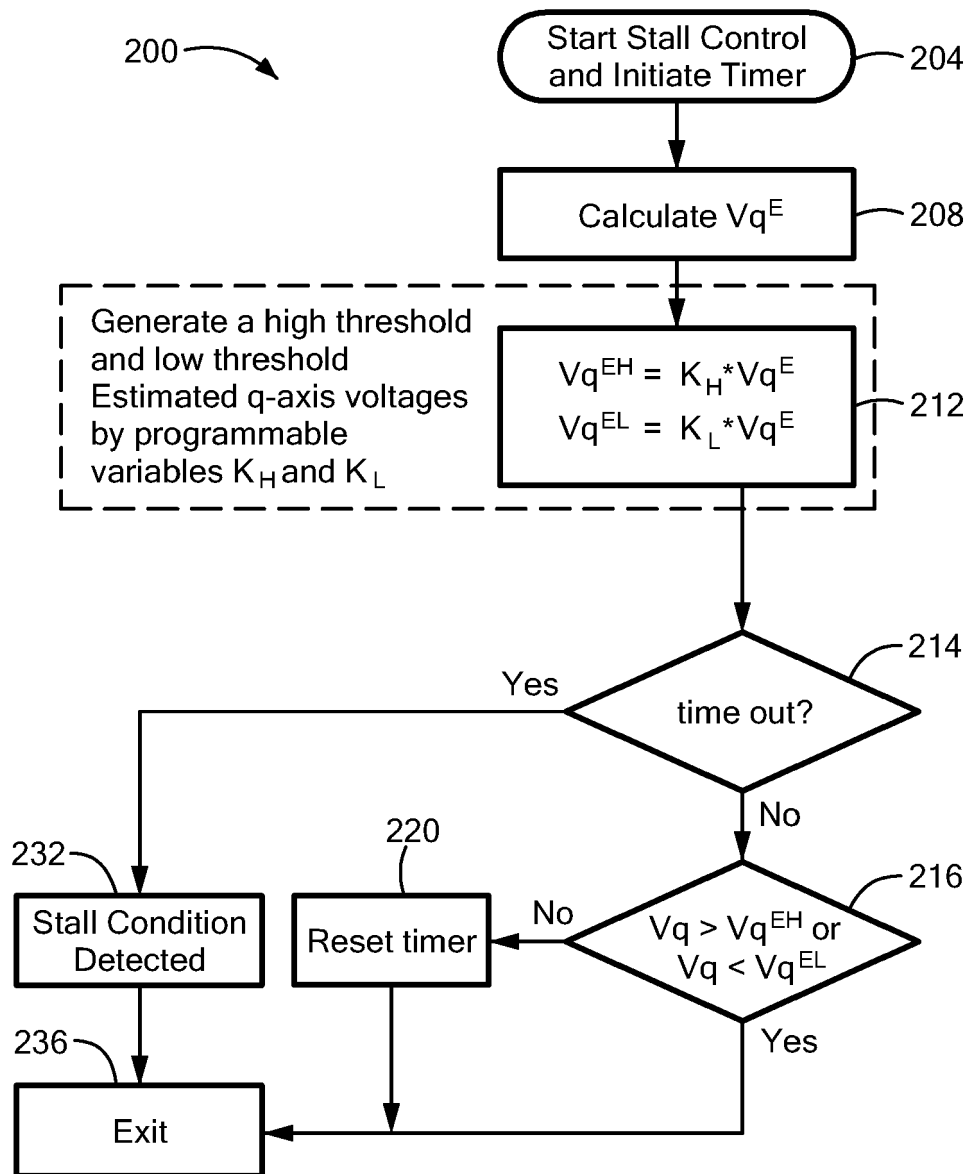 200
Start Stall Control
and Initiate Timer
204
Calculate Vq^E
208
Generate a high threshold
and low threshold
Estimated q-axis voltages
by programmable
variables K_H and K_L
Vq^EH = K_H*Vq^E
Vq^EL = K_L*Vq^E
212
214
Yes
time out?
No
220
232
216
Stall Condition
Detected
Reset timer
No
Vq > Vq^EH or
Vq < Vq^EL
236
Yes
Exit